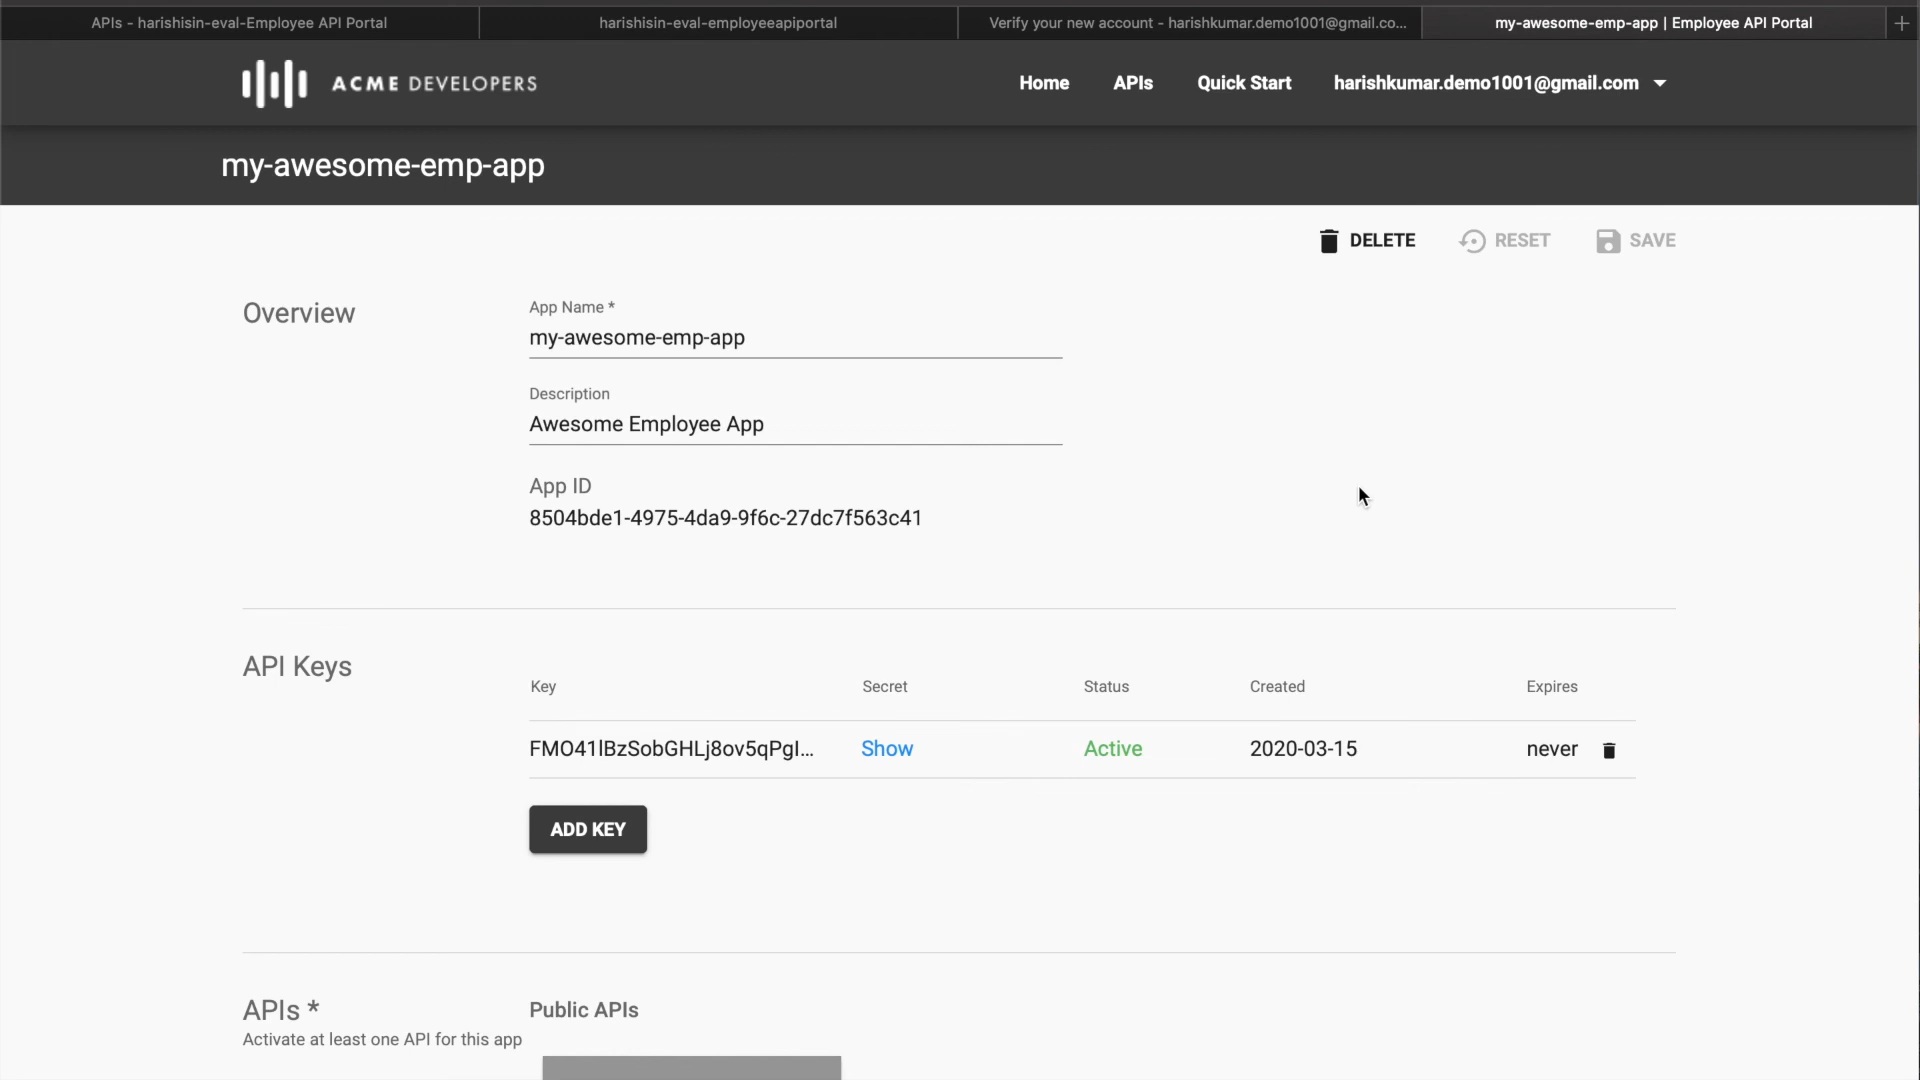 APIs - harishisin-eval-Employee API Portal
harishisin-eval-employeeapiportal
Verify your new account - harishkumar.demo1001@gmail.co...
my-awesome-emp-app | Employee API Portal
ACME DEVELOPERS
Home
APIs
Quick Start
harishkumar.demo1001@gmail.com
my-awesome-emp-app
DELETE
RESET
SAVE
Overview
App Name *
my-awesome-emp-app
Description
Awesome Employee App
App ID
8504bde1-4975-4da9-9f6c-27dc7f563c41
API Keys
Key
Secret
Status
Created
Expires
FMO41lBzSobGHLj8ov5qPgI...
Show
Active
2020-03-15
never
ADD KEY
APIs *
Activate at least one API for this app
Public APIs